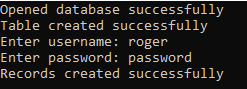 Opened database successfully
Table created successfully
Enter username: roger
Enter password: password
Records created successfully